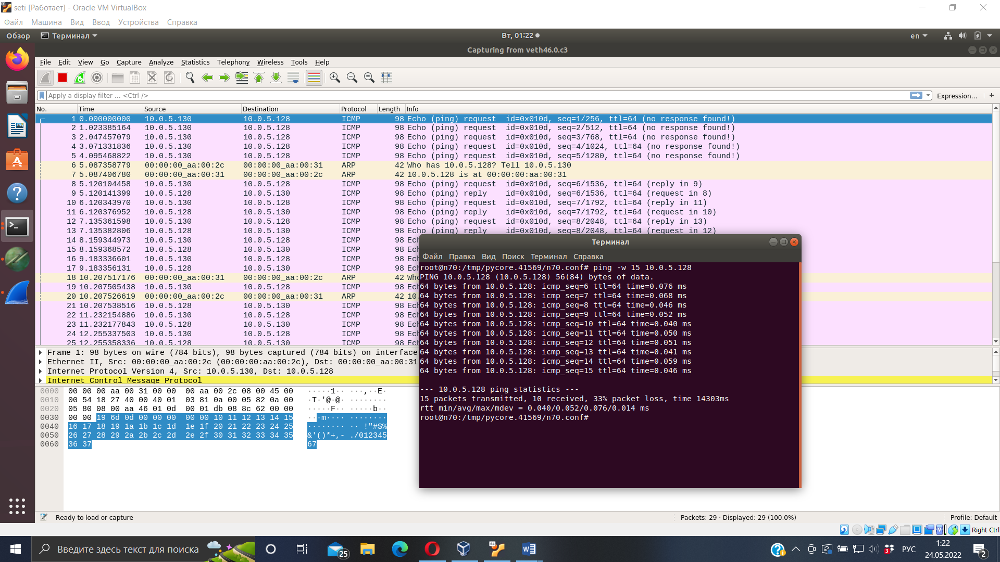 seti [Работает] - Oracle VM VirtualBox
Файл Машина Вид Ввод Устройства Справка
Обзор Терминал Вт, 01:22 en
Capturing from veth46.0.c3
File Edit View Go Capture Analyze Statistics Telephony Wireless Tools Help
Apply a display filter ... <Ctrl-/> Expression... +
No. Time Source Destination Protocol Length Info
1 0.000000000 10.0.5.130 10.0.5.128 ICMP 98 Echo (ping) request id=0x010d, seq=1/256, ttl=64 (no response found!)
2 1.023385164 10.0.5.130 10.0.5.128 ICMP 98 Echo (ping) request id=0x010d, seq=2/512, ttl=64 (no response found!)
3 2.047457079 10.0.5.130 10.0.5.128 ICMP 98 Echo (ping) request id=0x010d, seq=3/768, ttl=64 (no response found!)
4 3.071331836 10.0.5.130 10.0.5.128 ICMP 98 Echo (ping) request id=0x010d, seq=4/1024, ttl=64 (no response found!)
5 4.095468822 10.0.5.130 10.0.5.128 ICMP 98 Echo (ping) request id=0x010d, seq=5/1280, ttl=64 (no response found!)
6 5.087358779 00:00:00_aa:00:2c 00:00:00_aa:00:31 ARP 42 Who has 10.0.5.128? Tell 10.0.5.130
7 5.087406780 00:00:00_aa:00:31 00:00:00_aa:00:2c ARP 42 10.0.5.128 is at 00:00:00:aa:00:31
8 5.120104458 10.0.5.130 10.0.5.128 ICMP 98 Echo (ping) request id=0x010d, seq=6/1536, ttl=64 (reply in 9)
9 5.120141399 10.0.5.128 10.0.5.130 ICMP 98 Echo (ping) reply id=0x010d, seq=6/1536, ttl=64 (request in 8)
10 6.120343970 10.0.5.130 10.0.5.128 ICMP 98 Echo (ping) request id=0x010d, seq=7/1792, ttl=64 (reply in 11)
11 6.120376952 10.0.5.128 10.0.5.130 ICMP 98 Echo (ping) reply id=0x010d, seq=7/1792, ttl=64 (request in 10)
12 7.135361598 10.0.5.130 10.0.5.128 ICMP 98 Echo (ping) request id=0x010d, seq=8/2048, ttl=64 (reply in 13)
13 7.135382806 10.0.5.128 10.0.5.130 ICMP 98 Echo (ping) reply id=0x010d, seq=8/2048, ttl=64 (request in 12)
14 8.159344973 10.0.5.130 10.0.5.128 ICMP 98 Ech
15 8.159368572 10.0.5.128 10.0.5.130 ICMP 98 Ech
16 9.183336601 10.0.5.130 10.0.5.128 ICMP 98 Ech
17 9.183356131 10.0.5.128 10.0.5.130 ICMP 98 Ech
18 10.207517176 00:00:00_aa:00:31 00:00:00_aa:00:2c ARP 42 Who
19 10.207505438 10.0.5.130 10.0.5.128 ICMP 98 Ech
20 10.207526619 00:00:00_aa:00:2c 00:00:00_aa:00:31 ARP 42 10.
21 10.207538516 10.0.5.128 10.0.5.130 ICMP 98 Ech
22 11.232154886 10.0.5.130 10.0.5.128 ICMP 98 Ech
23 11.232177843 10.0.5.128 10.0.5.130 ICMP 98 Ech
24 12.255337503 10.0.5.130 10.0.5.128 ICMP 98 Ech
25 12.255358336 10.0.5.128 10.0.5.130 ICMP 98 Ech
Frame 1: 98 bytes on wire (784 bits), 98 bytes captured (784 bits) on interface
Ethernet II, Src: 00:00:00_aa:00:2c (00:00:00:aa:00:2c), Dst: 00:00:00_aa:00:31
Internet Protocol Version 4, Src: 10.0.5.130, Dst: 10.0.5.128
Internet Control Message Protocol
0000 00 00 00 aa 00 31 00 00 00 aa 00 2c 08 00 45 00 ·····1·· ···,··E·
0010 00 54 18 27 40 00 40 01 03 81 0a 00 05 82 0a 00 ·T·'@·@· ········
0020 05 80 08 00 aa 46 01 0d 00 01 db 08 8c 62 00 00 ·····F·· ·····b··
0030 00 00 19 6d 0d 00 00 00 00 00 10 11 12 13 14 15 ···m···· ········
0040 16 17 18 19 1a 1b 1c 1d 1e 1f 20 21 22 23 24 25 ········ ·· !"#$%
0050 26 27 28 29 2a 2b 2c 2d 2e 2f 30 31 32 33 34 35 &'()*+,- ./012345
0060 36 37 67
Терминал
Файл Правка Вид Поиск Терминал Справка
root@n70:/tmp/pycore.41569/n70.conf# ping -w 15 10.0.5.128
PING 10.0.5.128 (10.0.5.128) 56(84) bytes of data.
64 bytes from 10.0.5.128: icmp_seq=6 ttl=64 time=0.076 ms
64 bytes from 10.0.5.128: icmp_seq=7 ttl=64 time=0.068 ms
64 bytes from 10.0.5.128: icmp_seq=8 ttl=64 time=0.046 ms
64 bytes from 10.0.5.128: icmp_seq=9 ttl=64 time=0.052 ms
64 bytes from 10.0.5.128: icmp_seq=10 ttl=64 time=0.040 ms
64 bytes from 10.0.5.128: icmp_seq=11 ttl=64 time=0.050 ms
64 bytes from 10.0.5.128: icmp_seq=12 ttl=64 time=0.051 ms
64 bytes from 10.0.5.128: icmp_seq=13 ttl=64 time=0.041 ms
64 bytes from 10.0.5.128: icmp_seq=14 ttl=64 time=0.059 ms
64 bytes from 10.0.5.128: icmp_seq=15 ttl=64 time=0.046 ms
--- 10.0.5.128 ping statistics ---
15 packets transmitted, 10 received, 33% packet loss, time 14303ms
rtt min/avg/max/mdev = 0.040/0.052/0.076/0.014 ms
root@n70:/tmp/pycore.41569/n70.conf#
Ready to load or capture Packets: 29 · Displayed: 29 (100.0%) Profile: Default
Right Ctrl
Введите здесь текст для поиска 25 64 3 РУС 1:22
24.05.2022 2